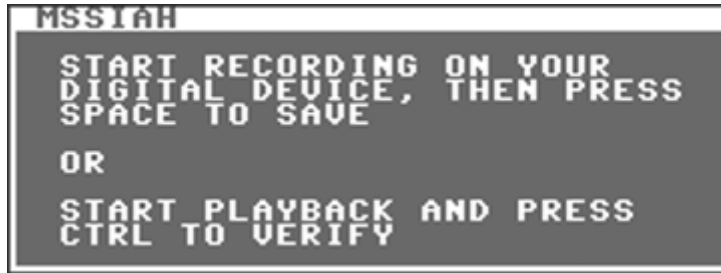 MSSIAH
START RECORDING ON YOUR
DIGITAL DEVICE, THEN PRESS
SPACE TO SAVE
OR
START PLAYBACK AND PRESS
CTRL TO VERIFY